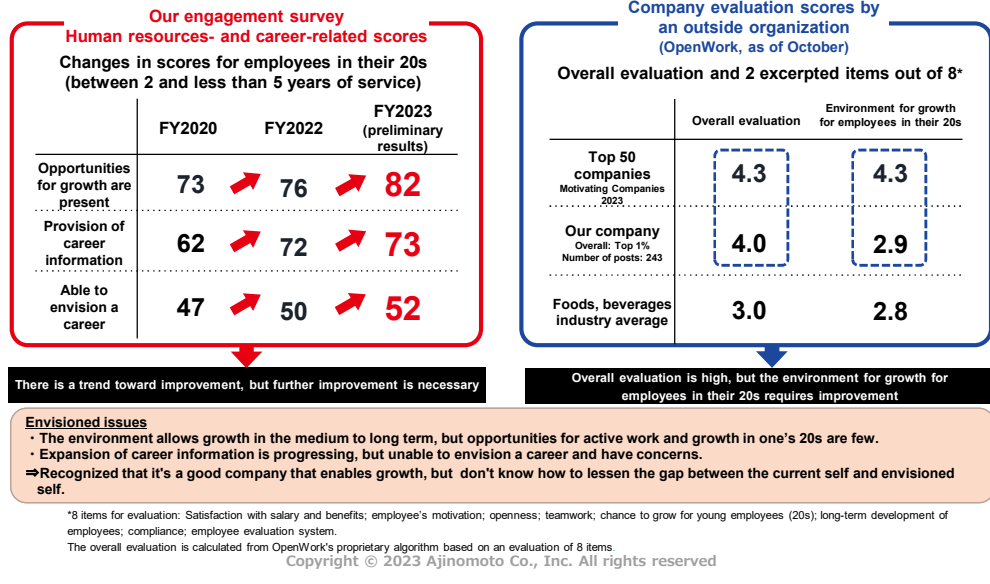 Our engagement survey
Human resources- and career-related scores
Changes in scores for employees in their 20s
(between 2 and less than 5 years of service)
FY2020
FY2022
FY2023
(preliminary
results)
Opportunities
for growth are
present
73
76
82
Provision of
career
information
62
72
73
Able to
envision a
career
47
50
52
There is a trend toward improvement, but further improvement is necessary
Company evaluation scores by
an outside organization
(OpenWork, as of October)
Overall evaluation and 2 excerpted items out of 8*
Overall evaluation
Environment for growth
for employees in their 20s
Top 50
companies
Motivating Companies
2023
4.3
4.3
Our company
Overall: Top 1%
Number of posts: 243
4.0
2.9
Foods, beverages
industry average
3.0
2.8
Overall evaluation is high, but the environment for growth for
employees in their 20s requires improvement
Envisioned issues
・The environment allows growth in the medium to long term, but opportunities for active work and growth in one's 20s are few.
・Expansion of career information is progressing, but unable to envision a career and have concerns.
⇒Recognized that it's a good company that enables growth, but don't know how to lessen the gap between the current self and envisioned
self.
*8 items for evaluation: Satisfaction with salary and benefits; employee's motivation; openness; teamwork; chance to grow for young employees (20s); long-term development of
employees; compliance; employee evaluation system.
The overall evaluation is calculated from OpenWork's proprietary algorithm based on an evaluation of 8 items.
Copyright © 2023 Ajinomoto Co., Inc. All rights reserved